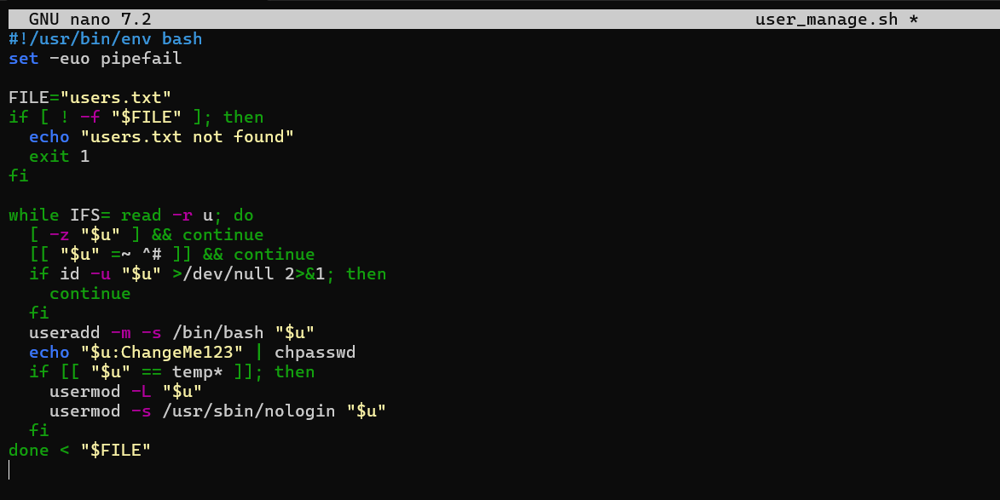 GNU nano 7.2 user_manage.sh *
#!/usr/bin/env bash
set -euo pipefail

FILE="users.txt"
if [ ! -f "$FILE" ]; then
  echo "users.txt not found"
  exit 1
fi

while IFS= read -r u; do
  [ -z "$u" ] && continue
  [[ "$u" =~ ^# ]] && continue
  if id -u "$u" >/dev/null 2>&1; then
    continue
  fi
  useradd -m -s /bin/bash "$u"
  echo "$u:ChangeMe123" | chpasswd
  if [[ "$u" == temp* ]]; then
    usermod -L "$u"
    usermod -s /usr/sbin/nologin "$u"
  fi
done < "$FILE"